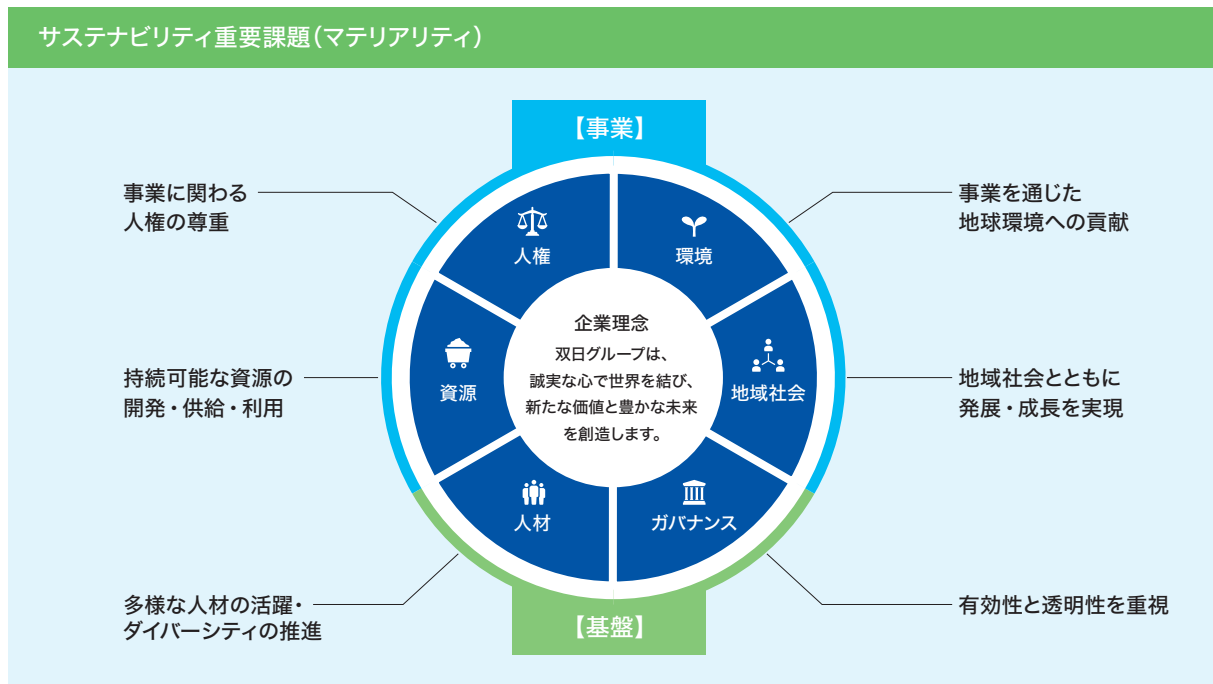 サステナビリティ重要課題（マテリアリティ）
【事業】
事業に関わる
人権の尊重
事業を通じた
地球環境への貢献
人権
環境
企業理念
双日グループは、
誠実な心で世界を結び、
新たな価値と豊かな未来
を創造します。
持続可能な資源の
開発・供給・利用
資源
地域社会
地域社会とともに
発展・成長を実現
人材
ガバナンス
多様な人材の活躍・
ダイバーシティの推進
有効性と透明性を重視
【基盤】